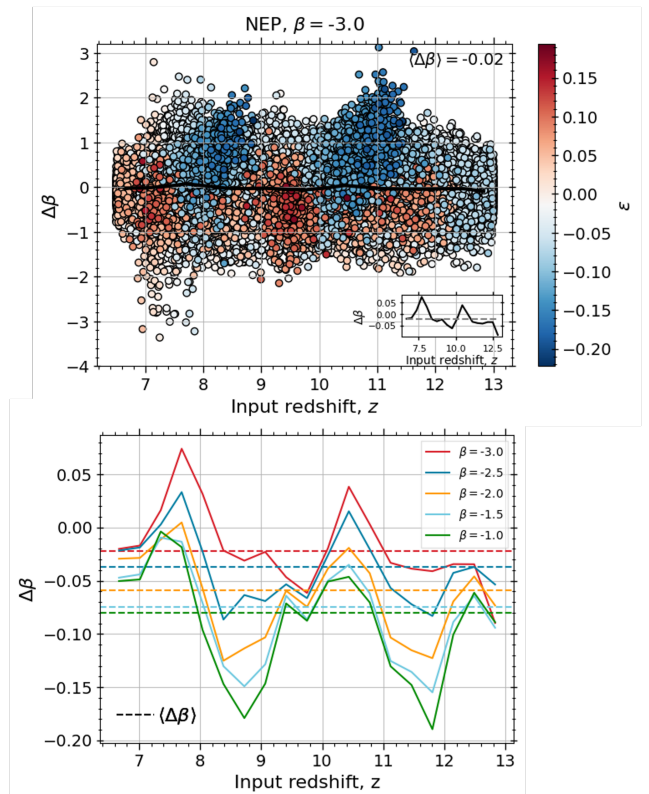 NEP, β = -3.0
⟨Δβ⟩ = -0.02
3
2
1
0
−1
−2
−3
−4
Δβ
7
8
9
10
11
12
13
Input redshift, z
0.15
0.10
0.05
0.00
−0.05
−0.10
−0.15
−0.20
ε
0.05
0.00
−0.05
Δβ
7.5
10.0
12.5
Input redshift, z
0.05
0.00
−0.05
−0.10
−0.15
−0.20
Δβ
β = -3.0
β = -2.5
β = -2.0
β = -1.5
β = -1.0
⟨Δβ⟩
7
8
9
10
11
12
13
Input redshift, z